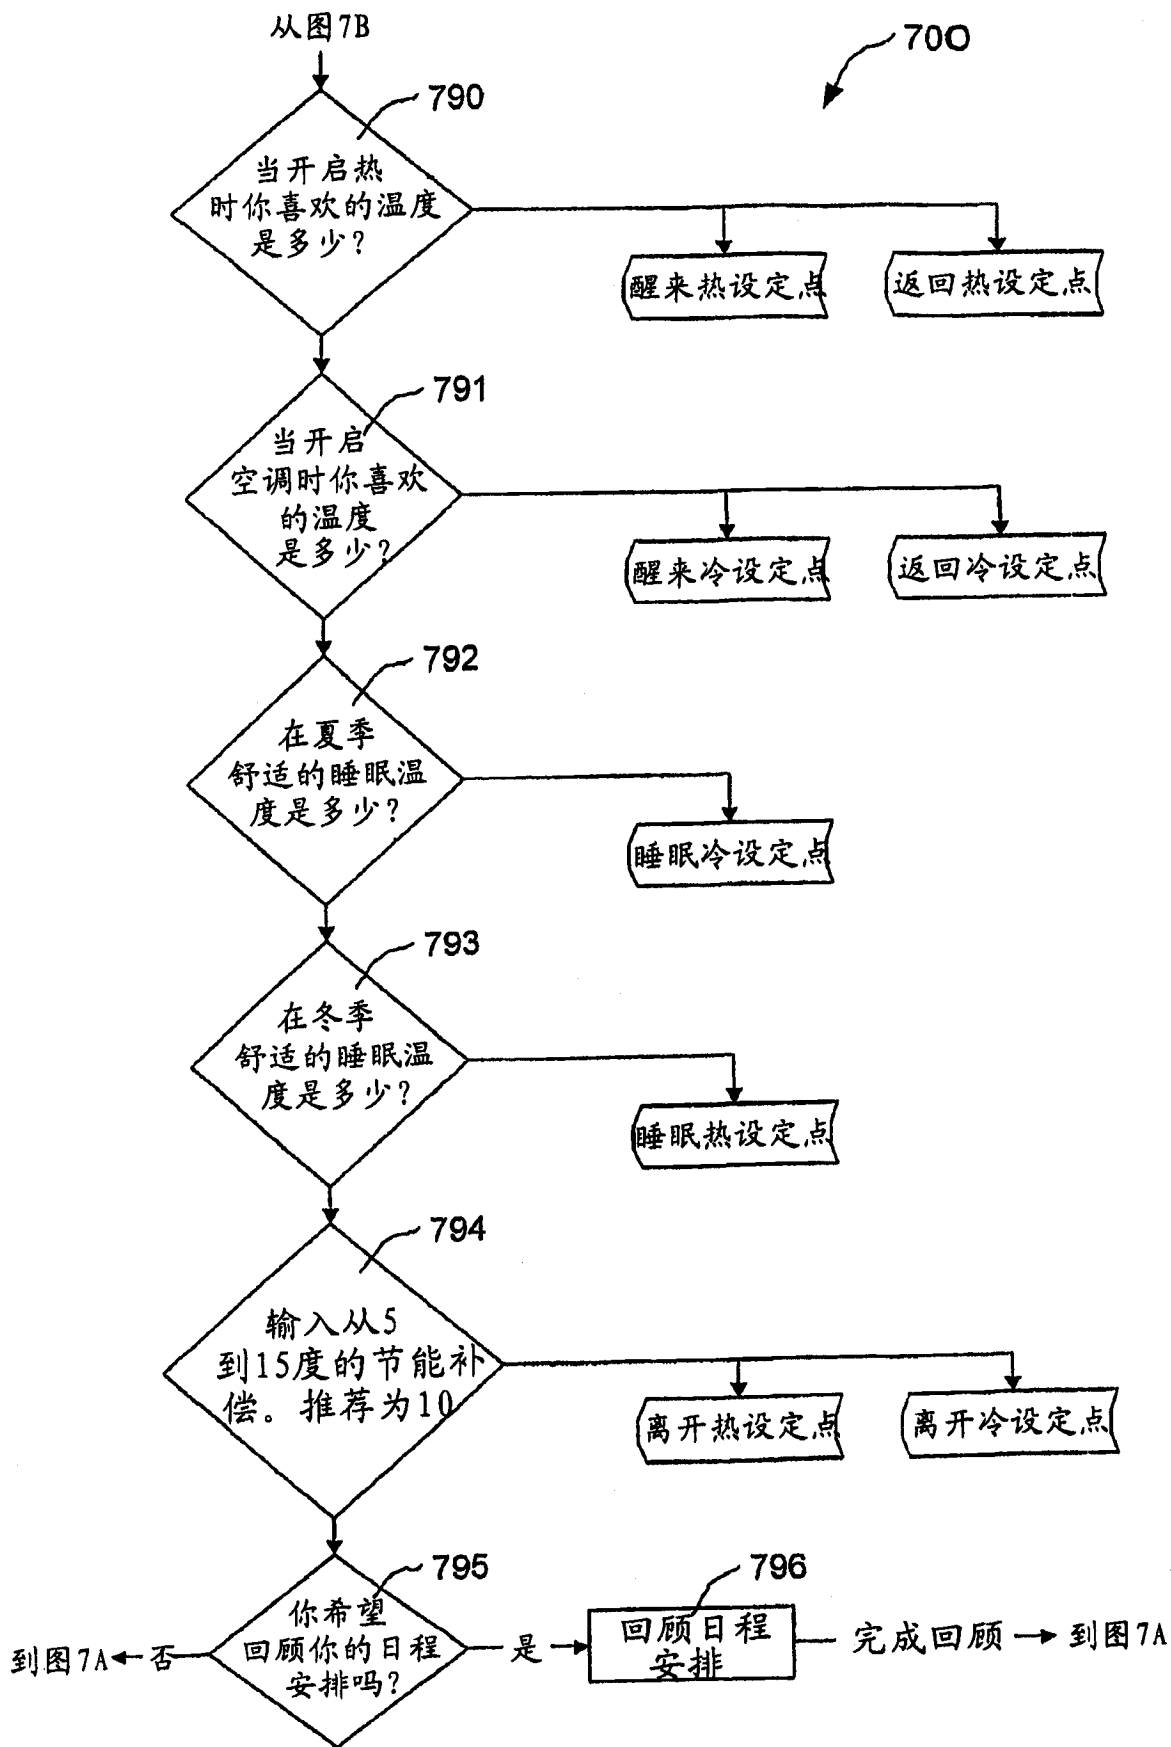 从图7B
700
790
当开启热
时你喜欢的温度
是多少?
醒来热设定点
返回热设定点
791
当开启
空调时你喜欢
的温度
是多少?
醒来冷设定点
返回冷设定点
792
在夏季
舒适的睡眠温
度是多少?
睡眠冷设定点
793
在冬季
舒适的睡眠温
度是多少?
睡眠热设定点
794
输入从5
到15度的节能补
偿。推荐为10
离开热设定点
离开冷设定点
795
你希望
回顾你的日程
安排吗?
否
到图7A
是
796
回顾日程
安排
完成回顾
到图7A